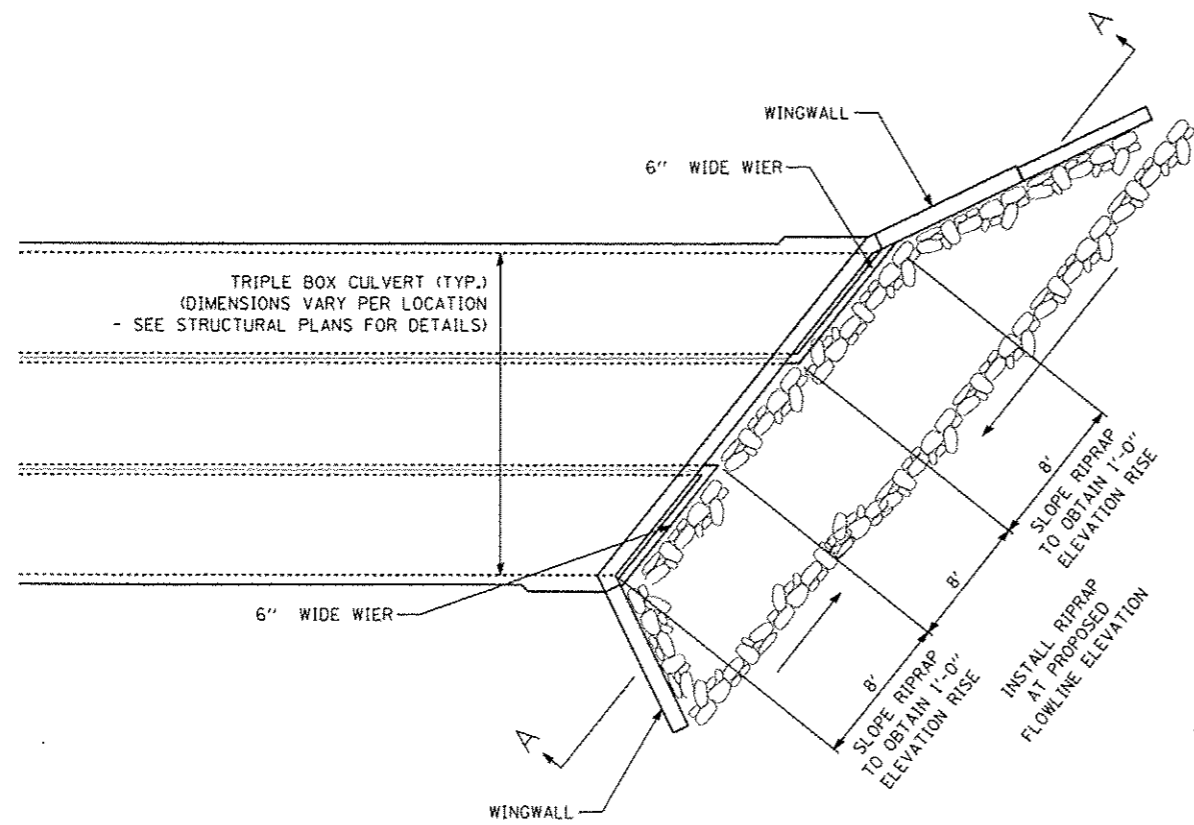 A
WINGWALL
6" WIDE WIER
TRIPLE BOX CULVERT (TYP.)
(DIMENSIONS VARY PER LOCATION
- SEE STRUCTURAL PLANS FOR DETAILS)
8'
SLOPE RIPRAP
TO OBTAIN 1'-0"
ELEVATION RISE
8'
INSTALL RIPRAP
AT PROPOSED
FLOWLINE ELEVATION
6" WIDE WIER
8'
SLOPE RIPRAP
TO OBTAIN 1'-0"
ELEVATION RISE
A
WINGWALL